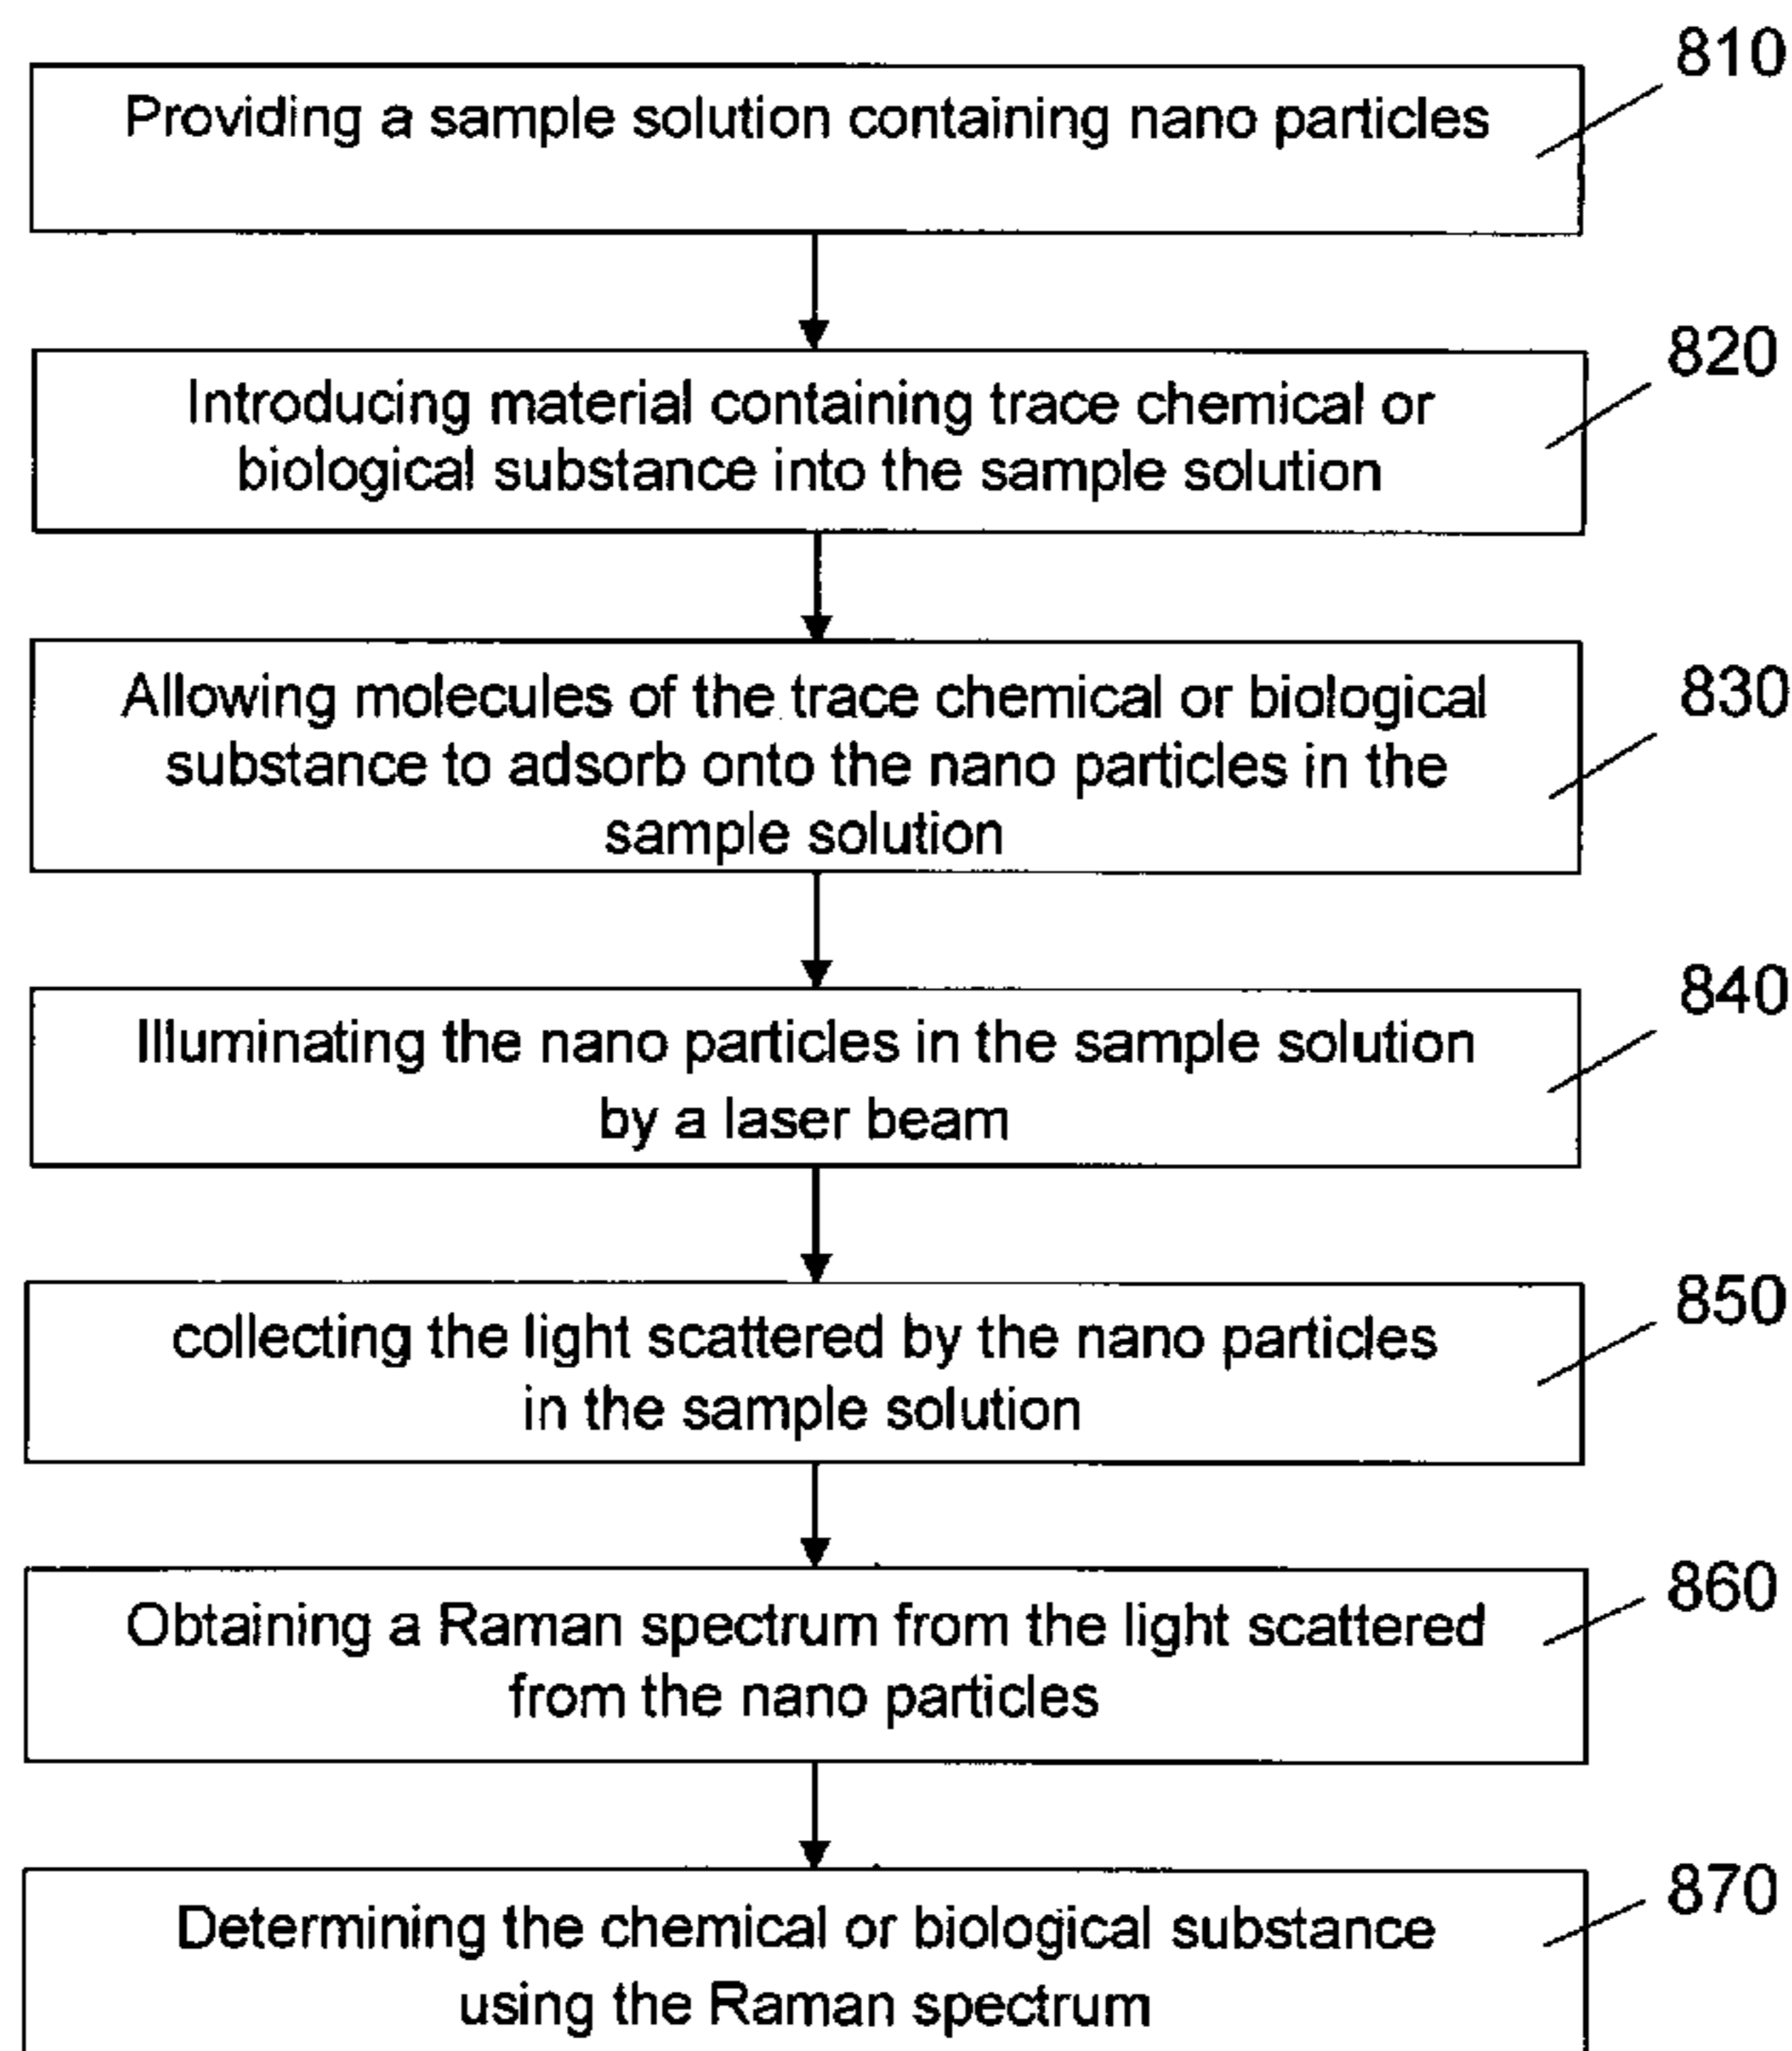 810
Providing a sample solution containing nano particles
820
Introducing material containing trace chemical or
biological substance into the sample solution
830
Allowing molecules of the trace chemical or biological
substance to adsorb onto the nano particles in the
sample solution
840
Illuminating the nano particles in the sample solution
by a laser beam
850
collecting the light scattered by the nano particles
in the sample solution
860
Obtaining a Raman spectrum from the light scattered
from the nano particles
870
Determining the chemical or biological substance
using the Raman spectrum